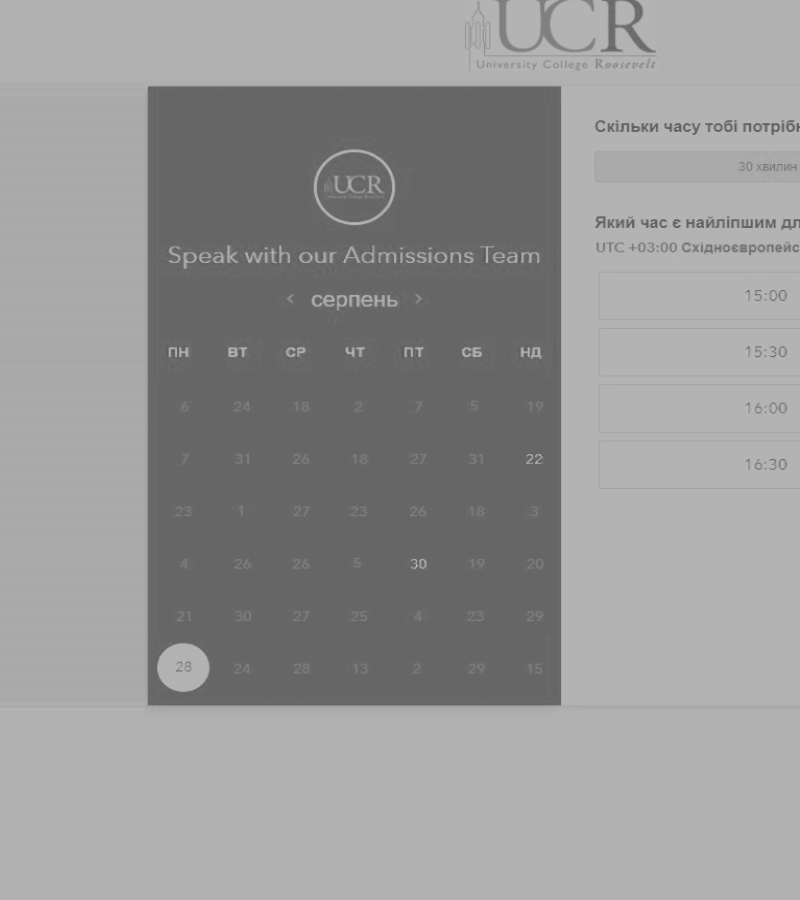 UCR
University College Roosevelt
UCR
Speak with our Admissions Team
< серпень >
ПН ВТ СР ЧТ ПТ СБ НД
6 24 18 2 7 5 19
7 31 26 18 27 31 22
23 1 27 23 26 18 3
4 26 26 5 30 19 20
21 30 27 25 4 23 29
28 24 28 13 2 29 15
Скільки часу тобі потрібн
30 хвилин
Який час є найліпшим дл
UTC +03:00 Східноєвропейс
15:00
15:30
16:00
16:30